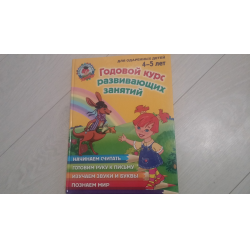 для одарённых детей
4-5 лет
Годовой курс
развивающих
занятий
НАЧИНАЕМ СЧИТАТЬ
ГОТОВИМ РУКУ К ПИСЬМУ
ИЗУЧАЕМ ЗВУКИ И БУКВЫ
ПОЗНАЕМ МИР